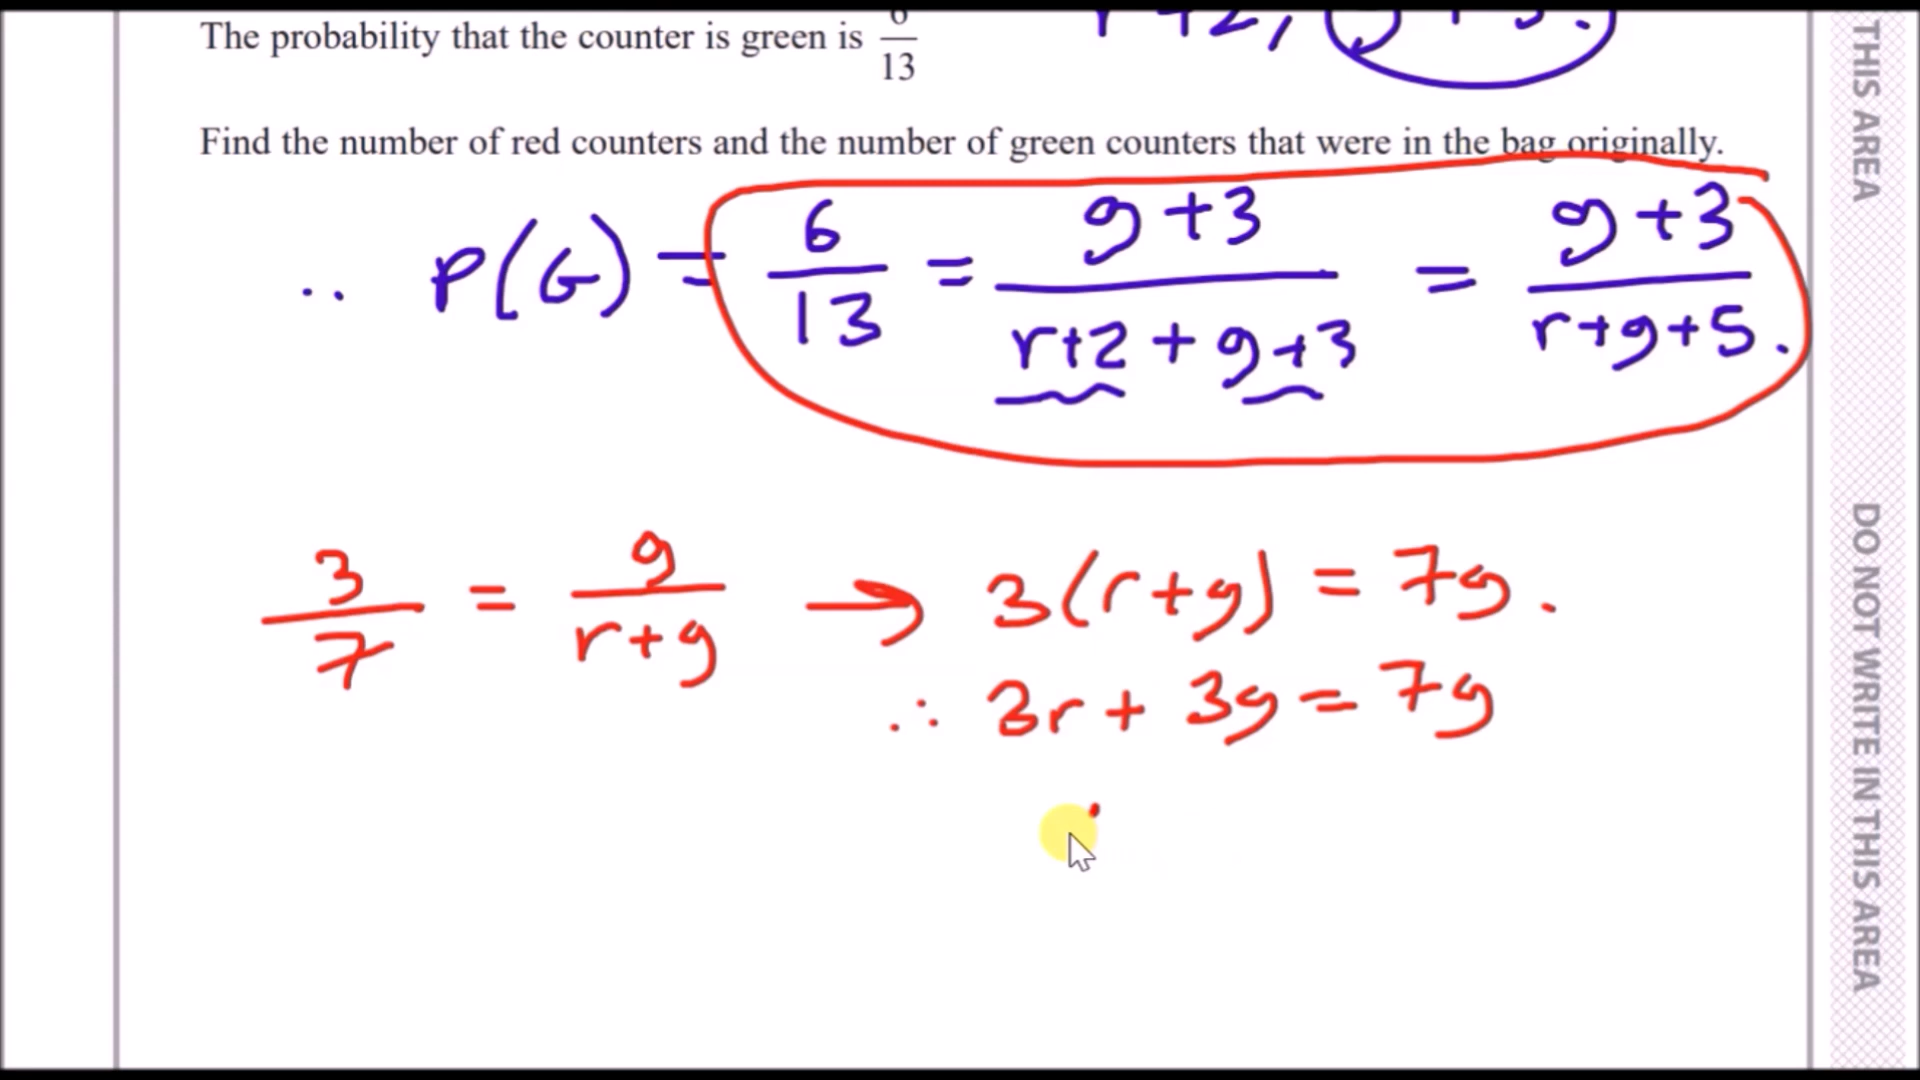 The probability that the counter is green is 6/13
r+2, g+3.
Find the number of red counters and the number of green counters that were in the bag originally.
∴ P(G) = 6/13 = g+3/r+2+g+3 = g+3/r+g+5.
3/7 = g/r+g → 3(r+g) = 7g.
∴ 3r + 3g = 7g
THIS AREA
DO NOT WRITE IN THIS AREA